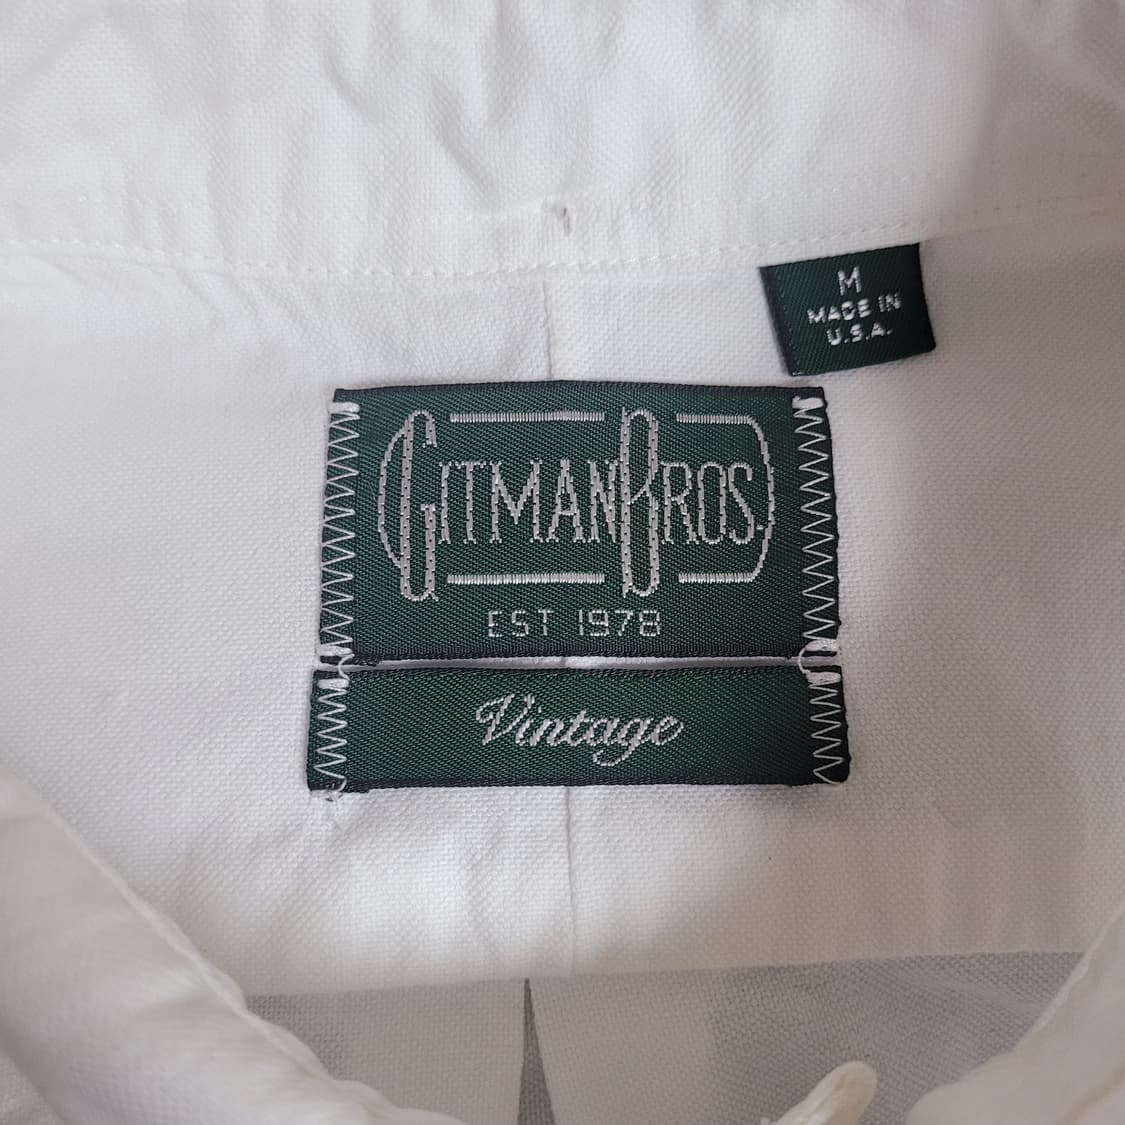 M
MADE IN
U.S.A.
GITMAN BROS.
EST 1978
Vintage